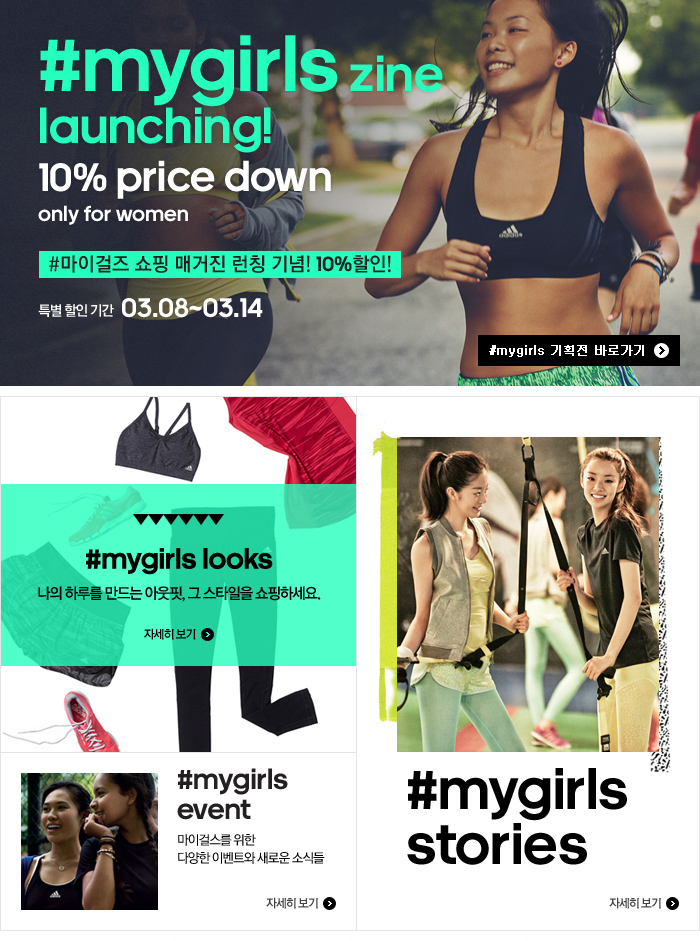 #mygirls zine
launching!
10% price down
only for women
#마이걸즈 쇼핑 매거진 런칭 기념! 10%할인!
특별 할인 기간 03.08~03.14
#mygirls 기획전 바로가기
adidas
#mygirls looks
나의 하루를 만드는 아웃핏, 그 스타일을 쇼핑하세요.
자세히 보기
#mygirls
event
마이걸스를 위한
다양한 이벤트와 새로운 소식들
자세히 보기
#mygirls
stories
자세히 보기